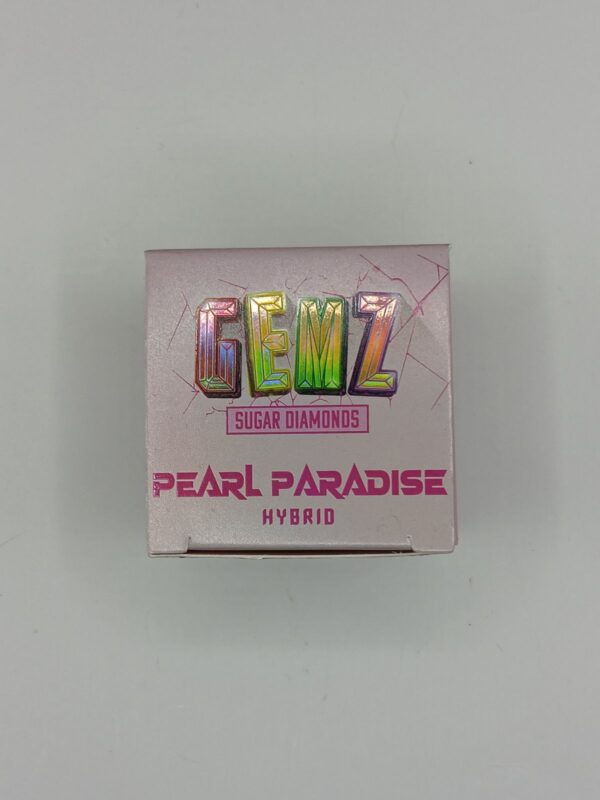 GEMZ
SUGAR DIAMONDS
PEARL PARADISE
HYBRID